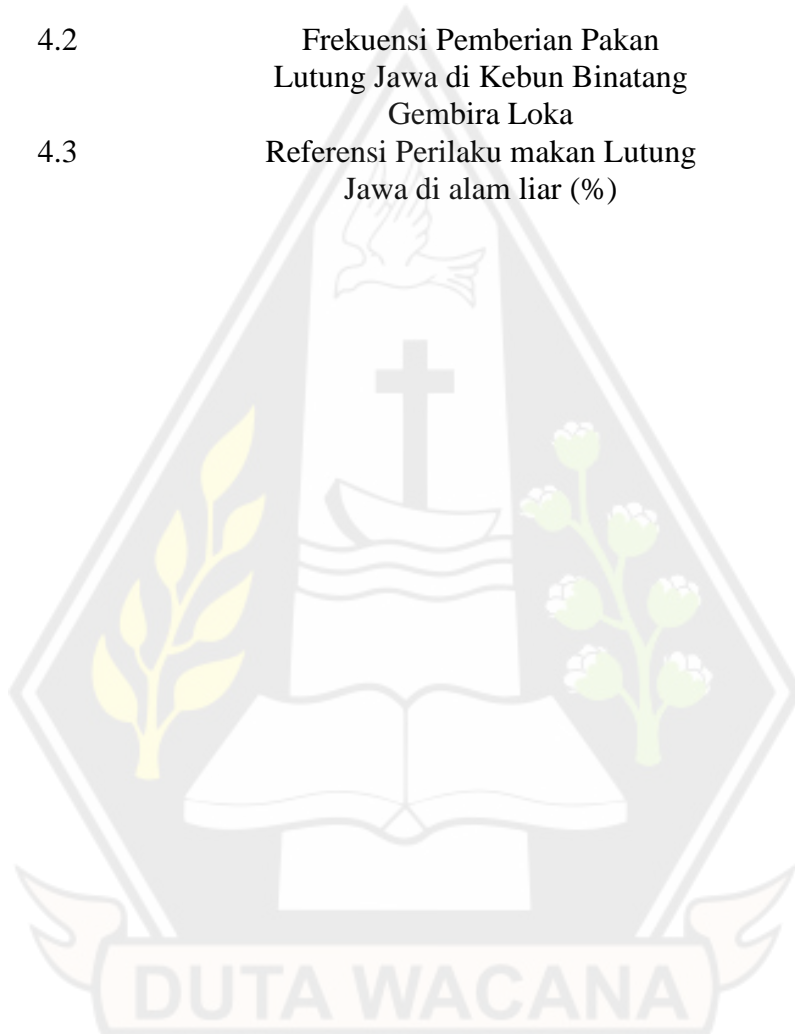 4.2 Frekuensi Pemberian Pakan
Lutung Jawa di Kebun Binatang
Gembira Loka
4.3 Referensi Perilaku makan Lutung
Jawa di alam liar (%)
DUTA WACANA